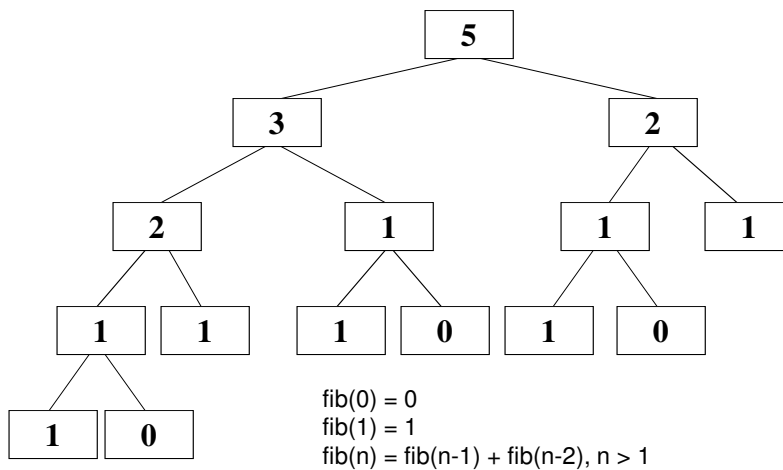 5
3 2
2 1 1 1
1 1 1 0 1 0
1 0
fib(0) = 0
fib(1) = 1
fib(n) = fib(n-1) + fib(n-2), n > 1